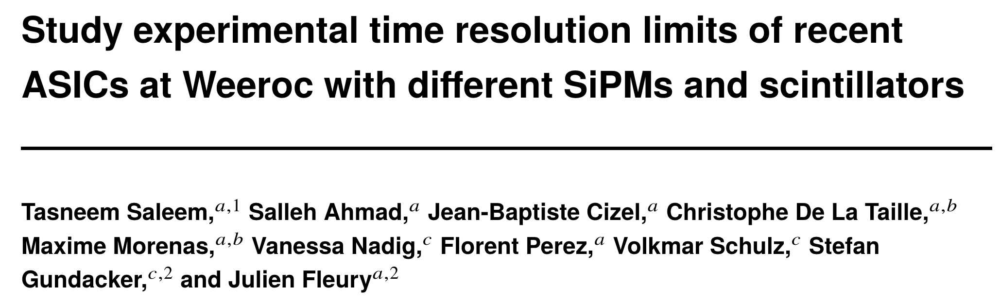 Study experimental time resolution limits of recent
ASICs at Weeroc with different SiPMs and scintillators
Tasneem Saleem,a,1 Salleh Ahmad,a Jean-Baptiste Cizel,a Christophe De La Taille,a,b
Maxime Morenas,a,b Vanessa Nadig,c Florent Perez,a Volkmar Schulz,c Stefan
Gundacker,c,2 and Julien Fleurya,2